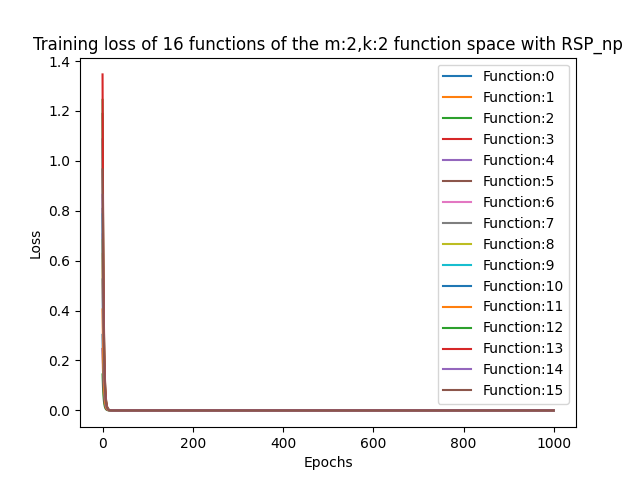 Training loss of 16 functions of the m:2,k:2 function space with RSP_np
1.4
1.2
1.0
0.8
0.6
0.4
0.2
0.0
Loss
Function:0
Function:1
Function:2
Function:3
Function:4
Function:5
Function:6
Function:7
Function:8
Function:9
Function:10
Function:11
Function:12
Function:13
Function:14
Function:15
0 200 400 600 800 1000
Epochs